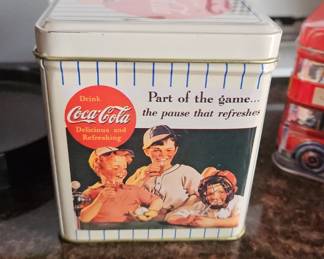 Drink
Coca-Cola
Delicious and
Refreshing
Part of the game...
the pause that refreshes